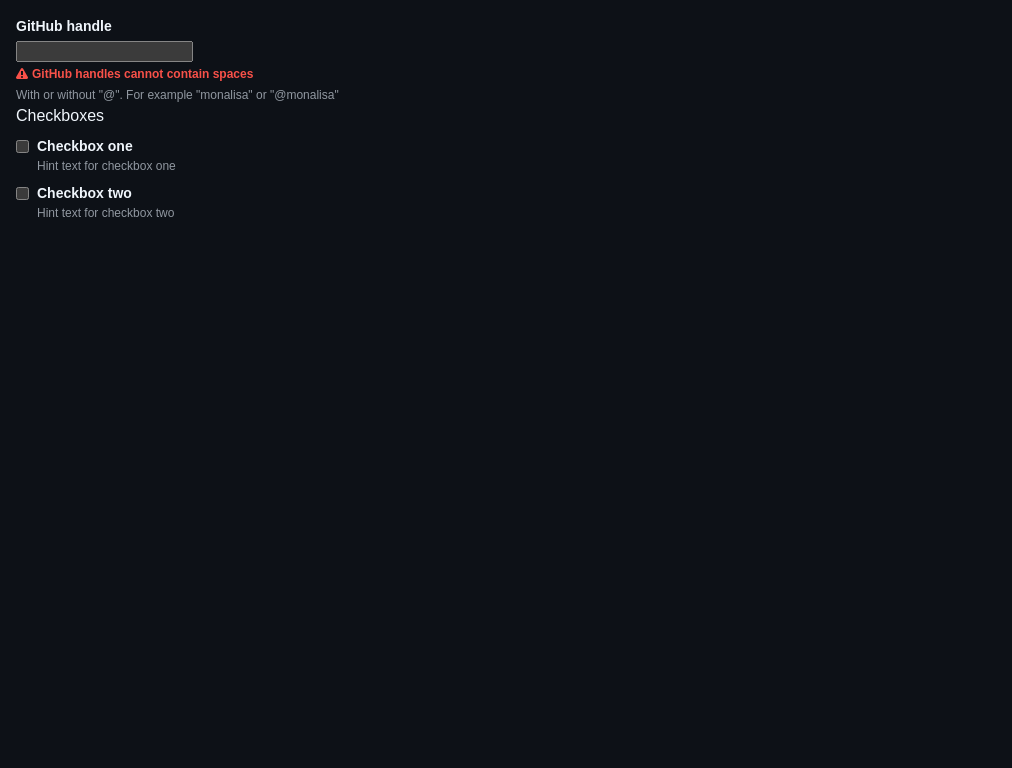 GitHub handle
GitHub handles cannot contain spaces
With or without "@". For example "monalisa" or "@monalisa"
Checkboxes
Checkbox one
Hint text for checkbox one
Checkbox two
Hint text for checkbox two